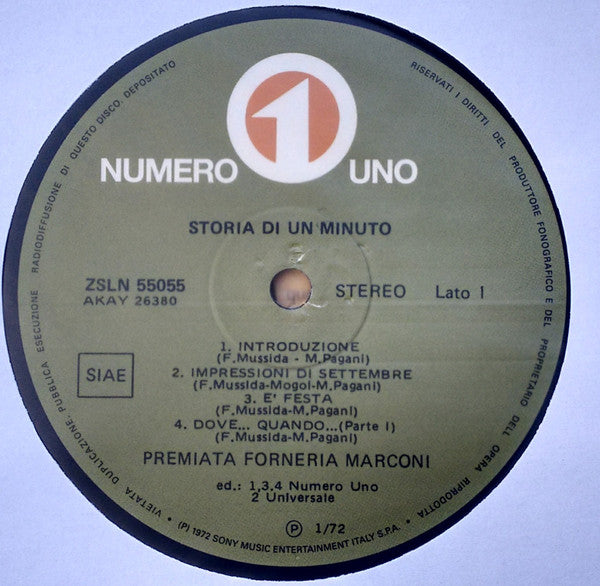 1
NUMERO UNO
STORIA DI UN MINUTO
ZSLN 55055
AKAY 26380
STEREO Lato 1
SIAE
1. INTRODUZIONE
(F.Mussida - M.Pagani)
2. IMPRESSIONI DI SETTEMBRE
(F.Mussida-Mogol-M.Pagani)
3. E' FESTA
(F.Mussida-M.Pagani)
4. DOVE... QUANDO...(Parte I)
(F.Mussida-M.Pagani)
PREMIATA FORNERIA MARCONI
ed.: 1,3,4 Numero Uno
2 Universale
P 1/72
RISERVATI I DIRITTI DEL PRODUTTORE FONOGRAFICO E DEL PROPRIETARIO DELL OPERA RIPRODOTTA
• (P) 1972 SONY MUSIC ENTERTAINMENT ITALY S.P.A. •
VIETATA DUPLICAZIONE, PUBBLICA ESECUZIONE RADIODIFFUSIONE DI QUESTO DISCO. DEPOSITATO